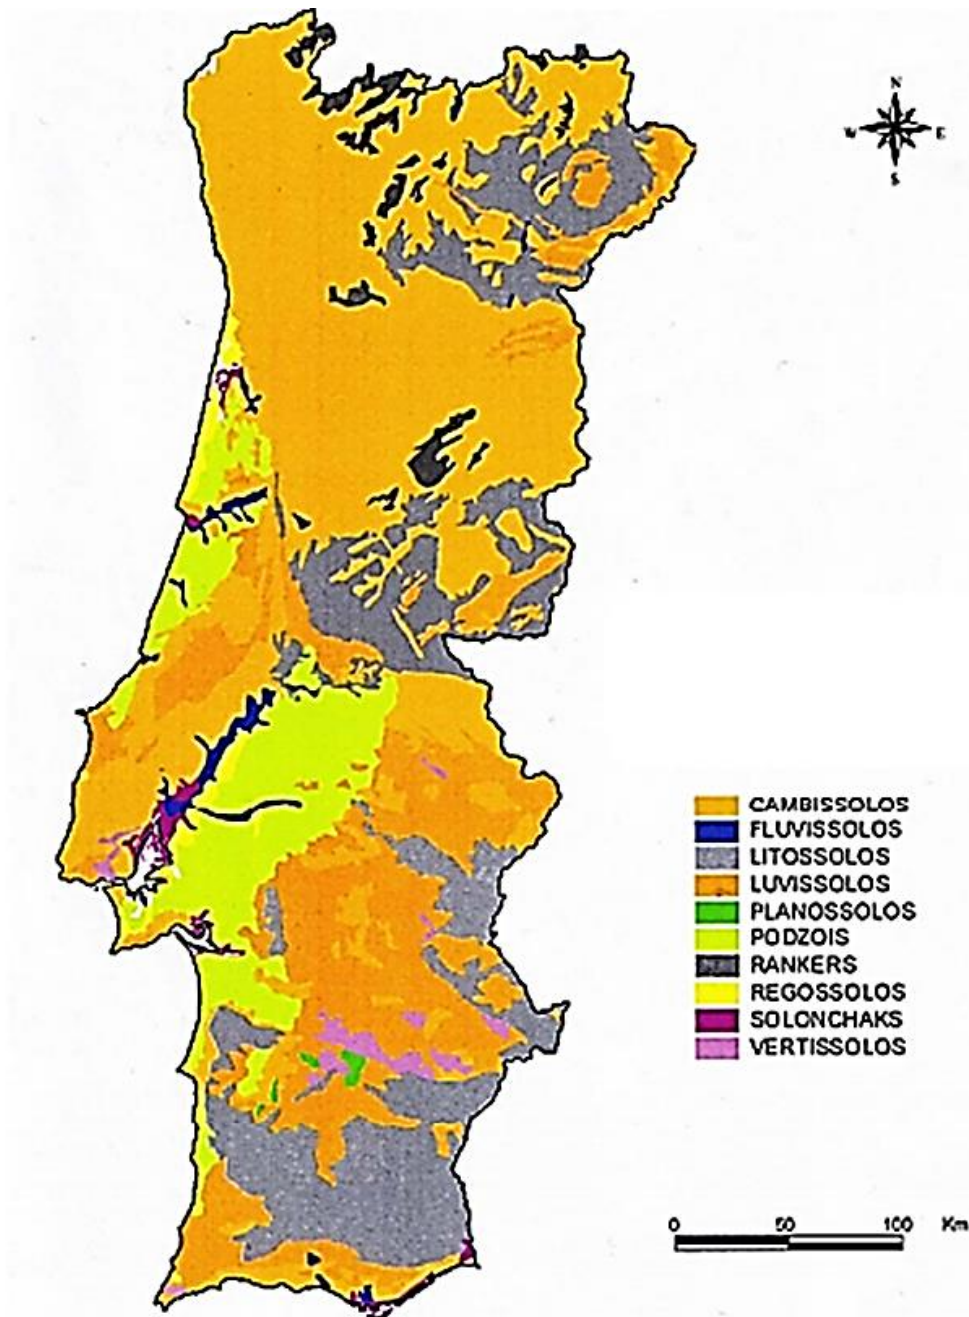 N
W E
S
CAMBISSOLOS
FLUVISSOLOS
LITOSSOLOS
LUVISSOLOS
PLANOSSOLOS
PODZOIS
RANKERS
REGOSSOLOS
SOLONCHAKS
VERTISSOLOS
0 50 100 Km